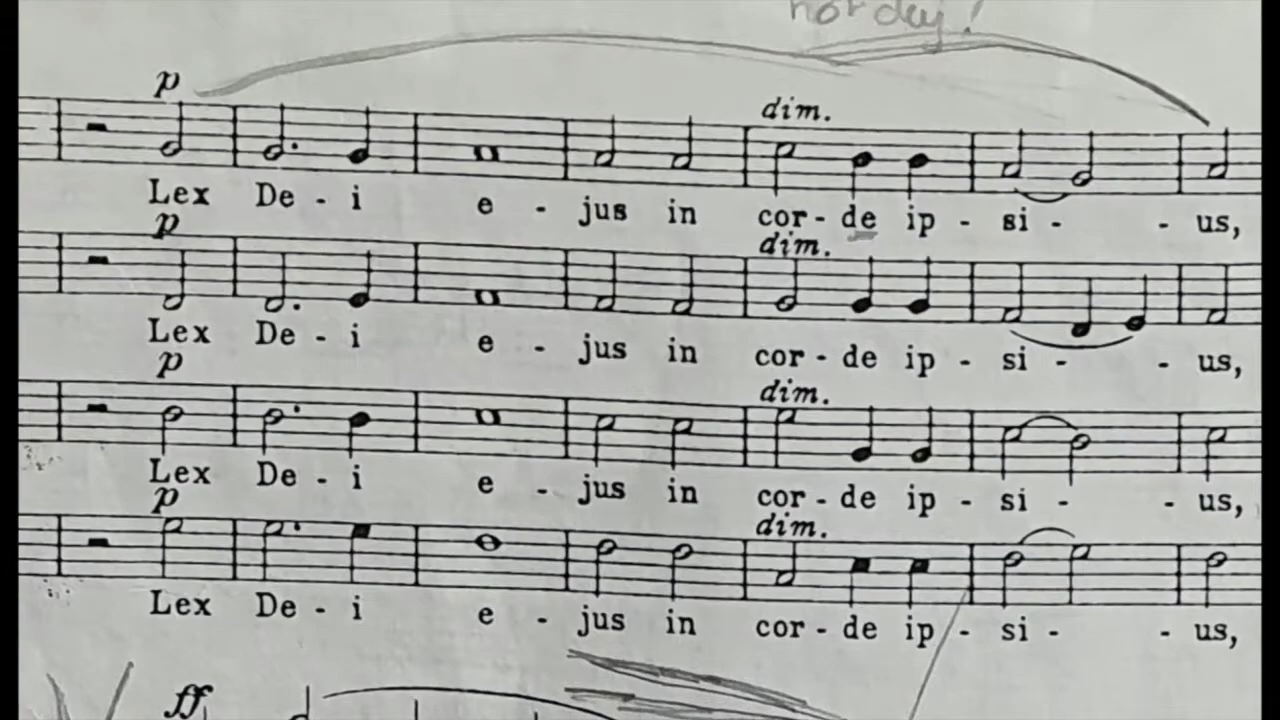 not day!
p
dim.
Lex De - i e - jus in cor - de ip - si - - us,
p
dim.
Lex De - i e - jus in cor - de ip - si - - us,
p
dim.
Lex De - i e - jus in cor - de ip - si - - us,
p
dim.
Lex De - i e - jus in cor - de ip - si - - us,
ff